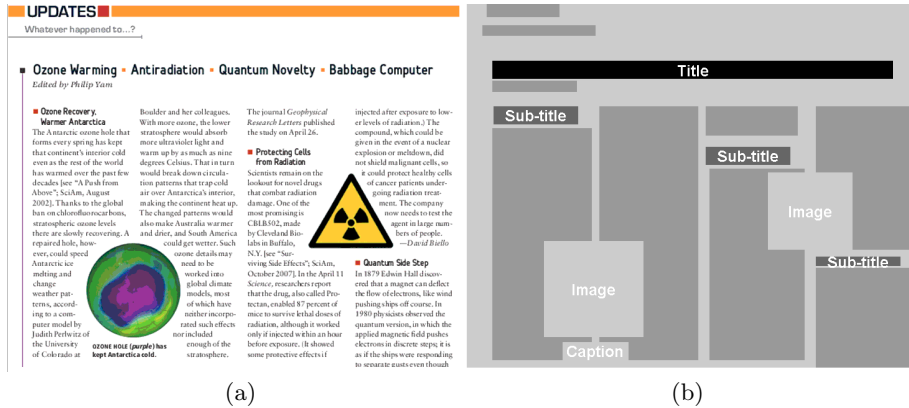 UPDATES
Whatever happened to...?
Ozone Warming ▪ Antiradiation ▪ Quantum Novelty ▪ Babbage Computer
Edited by Philip Yam
Ozone Recovery,
Warmer Antarctica
The Antarctic ozone hole that
forms every spring has kept
that continent's interior cold
even as the rest of the world
has warmed over the past few
decades [see "A Push from
Above"; SciAm, August
2002]. Thanks to the global
ban on chlorofluorocarbons,
stratospheric ozone levels
there are slowly recovering. A
repaired hole, how-
ever, could speed
Antarctic ice
melting and
change
weather pat-
terns, accord-
ing to a com-
puter model by
Judith Perlwitz of
the University
of Colorado at
Boulder and her colleagues.
With more ozone, the lower
stratosphere would absorb
more ultraviolet light and
warm up by as much as nine
degrees Celsius. That in turn
would break down circula-
tion patterns that trap cold
air over Antarctica's interior,
making the continent heat up.
The changed patterns would
also make Australia warmer
and drier, and South America
could get wetter. Such
ozone details may
need to be
worked into
global climate
models, most
of which have
neither incorpo-
rated such effects
nor included
enough of the
stratosphere.
OZONE HOLE (purple) has
kept Antarctica cold.
The journal Geophysical
Research Letters published
the study on April 26.
Protecting Cells
from Radiation
Scientists remain on the
lookout for novel drugs
that combat radiation
damage. One of the
most promising is
CBLB502, made
by Cleveland Bio-
labs in Buffalo,
N.Y. [see "Sur-
viving Side Effects"; SciAm,
October 2007]. In the April 11
Science, researchers report
that the drug, also called Pro-
tectan, enabled 87 percent of
mice to survive lethal doses of
radiation, although it worked
only if injected within an hour
before exposure. (It showed
some protective effects if
injected after exposure to low-
er levels of radiation.) The
compound, which could be
given in the event of a nuclear
explosion or meltdown, did
not shield malignant cells, so
it could protect healthy cells
of cancer patients under-
going radiation treat-
ment. The company
now needs to test the
agent in large num-
bers of people.
—David Biello
Quantum Side Step
In 1879 Edwin Hall discov-
ered that a magnet can deflect
the flow of electrons, like wind
pushing ships off course. In
1980 physicists observed the
quantum version, in which the
applied magnetic field pushes
electrons in discrete steps; it is
as if the ships were responding
to separate gusts even though
(a)
Title
Sub-title
Sub-title
Image
Sub-title
Image
Caption
(b)